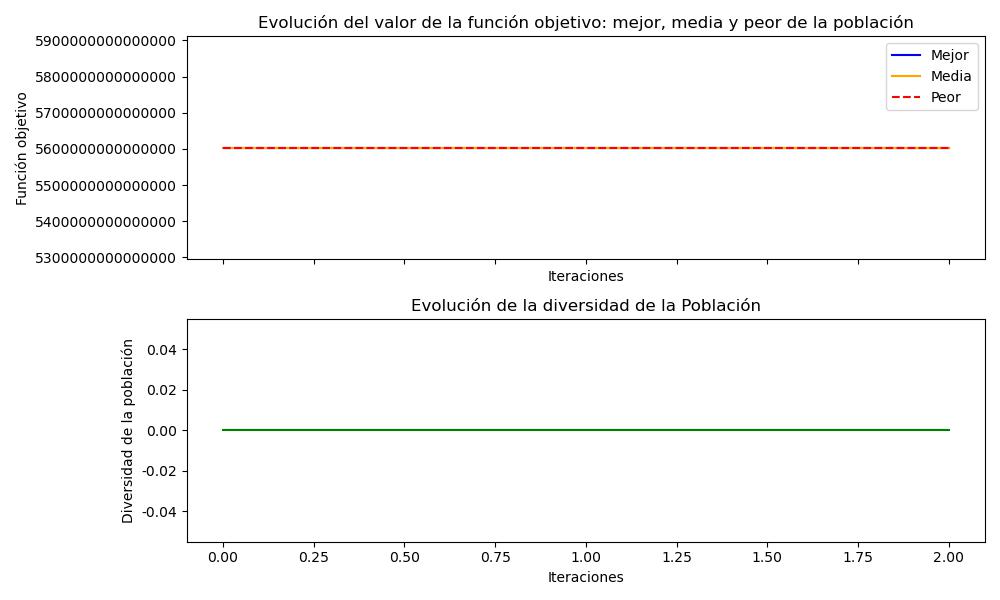 Evolución del valor de la función objetivo: mejor, media y peor de la población
Función objetivo
5900000000000000
5800000000000000
5700000000000000
5600000000000000
5500000000000000
5400000000000000
5300000000000000
Mejor
Media
Peor
Iteraciones
Evolución de la diversidad de la Población
Diversidad de la población
0.04
0.02
0.00
-0.02
-0.04
0.00 0.25 0.50 0.75 1.00 1.25 1.50 1.75 2.00
Iteraciones